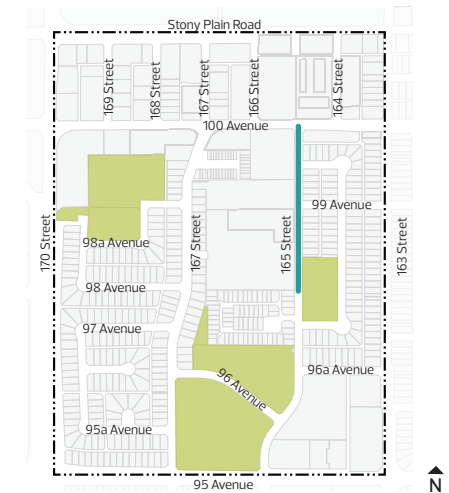 Stony Plain Road
169 Street
168 Street
167 Street
166 Street
164 Street
100 Avenue
99 Avenue
170 Street
98a Avenue
167 Street
165 Street
163 Street
98 Avenue
97 Avenue
96 Avenue
96a Avenue
95a Avenue
95 Avenue
N